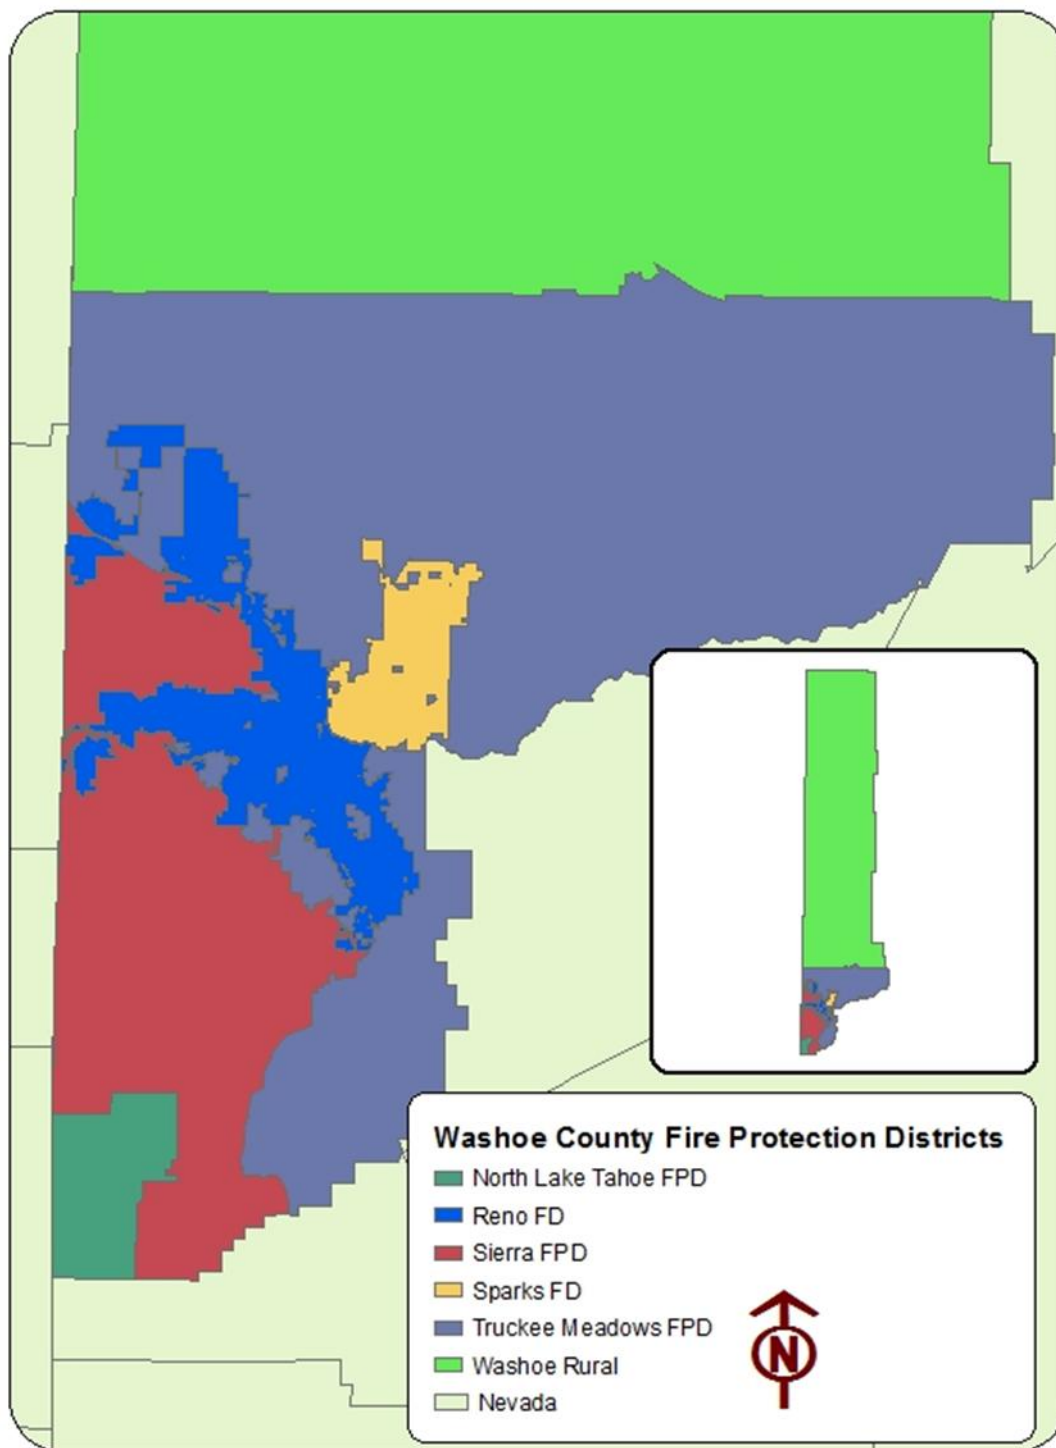 Washoe County Fire Protection Districts
North Lake Tahoe FPD
Reno FD
Sierra FPD
Sparks FD
Truckee Meadows FPD
Washoe Rural
Nevada
N